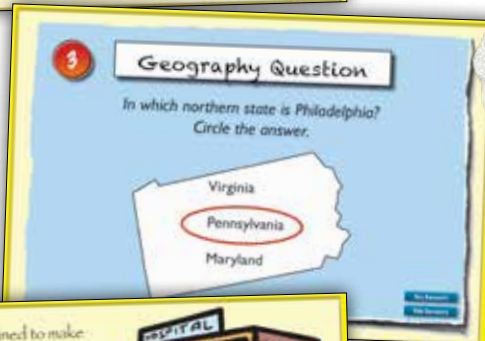 3
Geography Question
In which northern state is Philadelphia?
Circle the answer.
Virginia
Pennsylvania
Maryland
ned to make
HOSPITAL